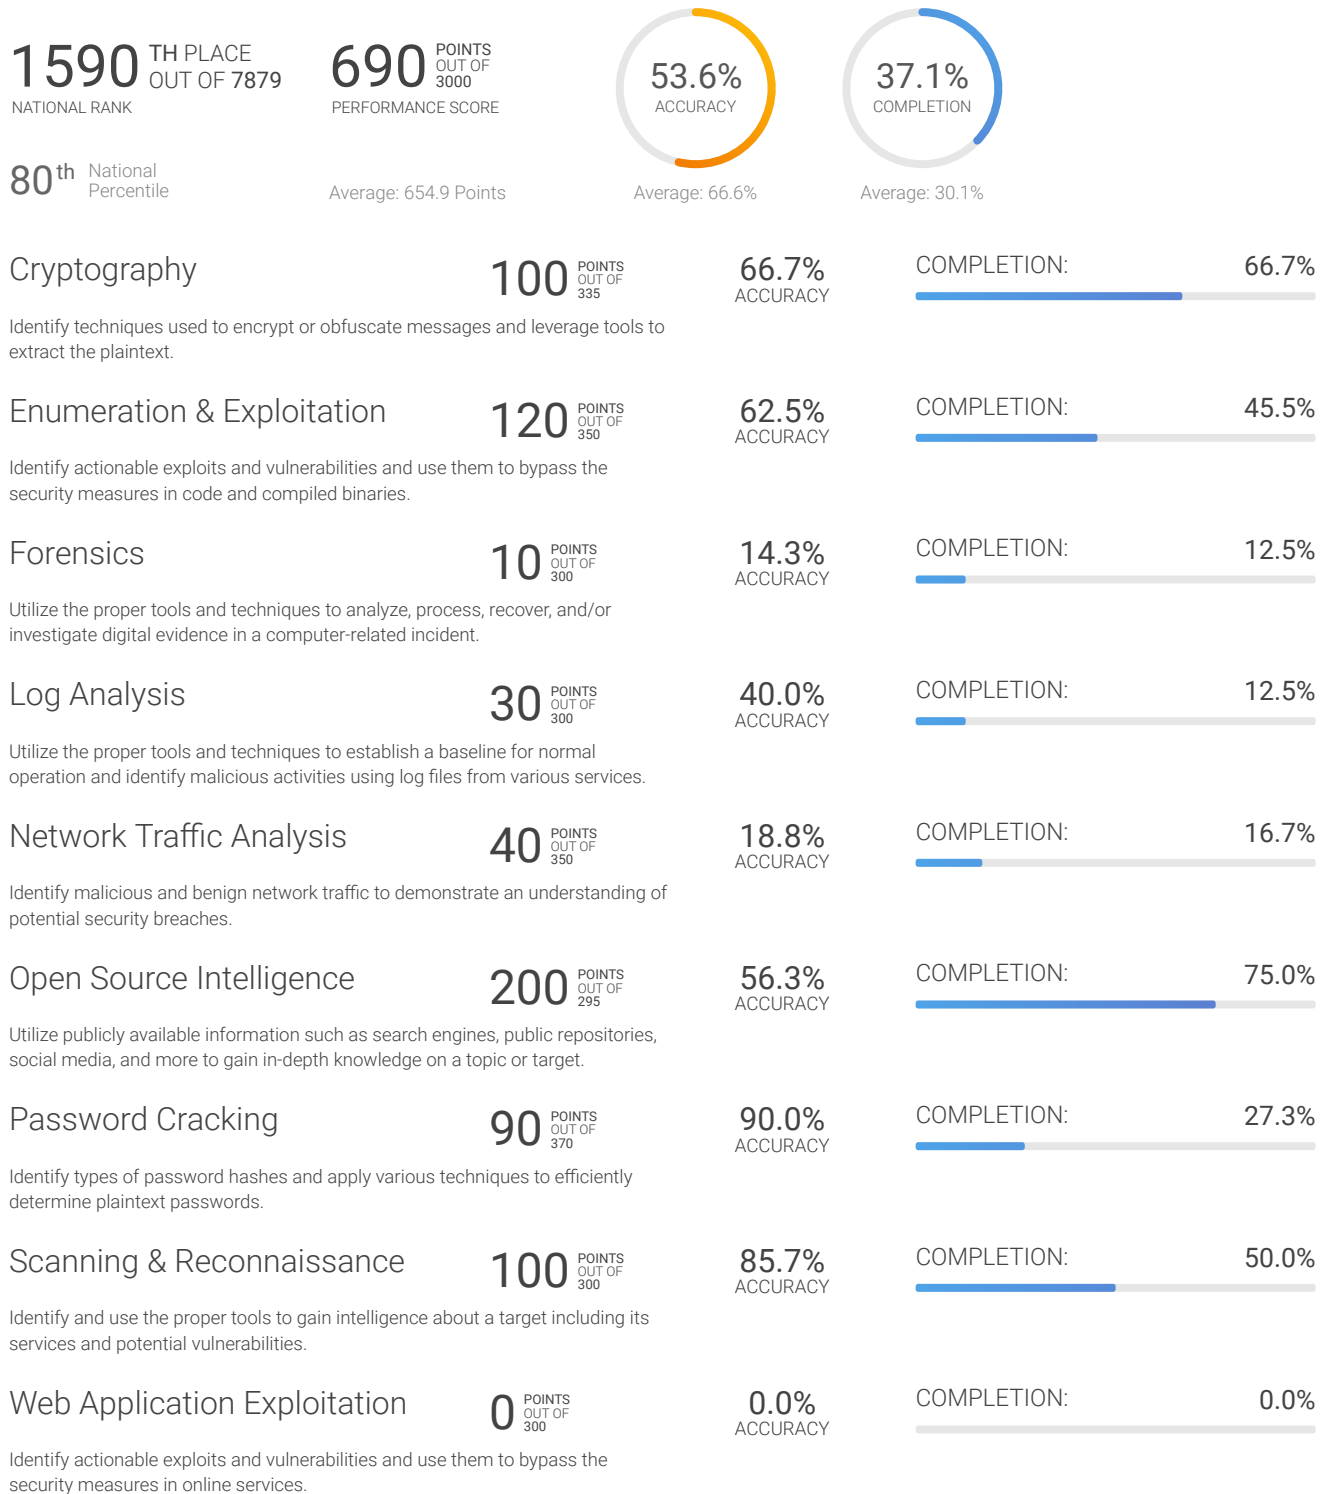 1590 TH PLACE OUT OF 7879
NATIONAL RANK
690 POINTS OUT OF 3000
PERFORMANCE SCORE
53.6%
ACCURACY
37.1%
COMPLETION
80th National Percentile
Average: 654.9 Points
Average: 66.6%
Average: 30.1%
Cryptography
100 POINTS OUT OF 335
66.7%
ACCURACY
COMPLETION: 66.7%
Identify techniques used to encrypt or obfuscate messages and leverage tools to
extract the plaintext.
Enumeration & Exploitation
120 POINTS OUT OF 350
62.5%
ACCURACY
COMPLETION: 45.5%
Identify actionable exploits and vulnerabilities and use them to bypass the
security measures in code and compiled binaries.
Forensics
10 POINTS OUT OF 300
14.3%
ACCURACY
COMPLETION: 12.5%
Utilize the proper tools and techniques to analyze, process, recover, and/or
investigate digital evidence in a computer-related incident.
Log Analysis
30 POINTS OUT OF 300
40.0%
ACCURACY
COMPLETION: 12.5%
Utilize the proper tools and techniques to establish a baseline for normal
operation and identify malicious activities using log files from various services.
Network Traffic Analysis
40 POINTS OUT OF 350
18.8%
ACCURACY
COMPLETION: 16.7%
Identify malicious and benign network traffic to demonstrate an understanding of
potential security breaches.
Open Source Intelligence
200 POINTS OUT OF 295
56.3%
ACCURACY
COMPLETION: 75.0%
Utilize publicly available information such as search engines, public repositories,
social media, and more to gain in-depth knowledge on a topic or target.
Password Cracking
90 POINTS OUT OF 370
90.0%
ACCURACY
COMPLETION: 27.3%
Identify types of password hashes and apply various techniques to efficiently
determine plaintext passwords.
Scanning & Reconnaissance
100 POINTS OUT OF 300
85.7%
ACCURACY
COMPLETION: 50.0%
Identify and use the proper tools to gain intelligence about a target including its
services and potential vulnerabilities.
Web Application Exploitation
0 POINTS OUT OF 300
0.0%
ACCURACY
COMPLETION: 0.0%
Identify actionable exploits and vulnerabilities and use them to bypass the
security measures in online services.